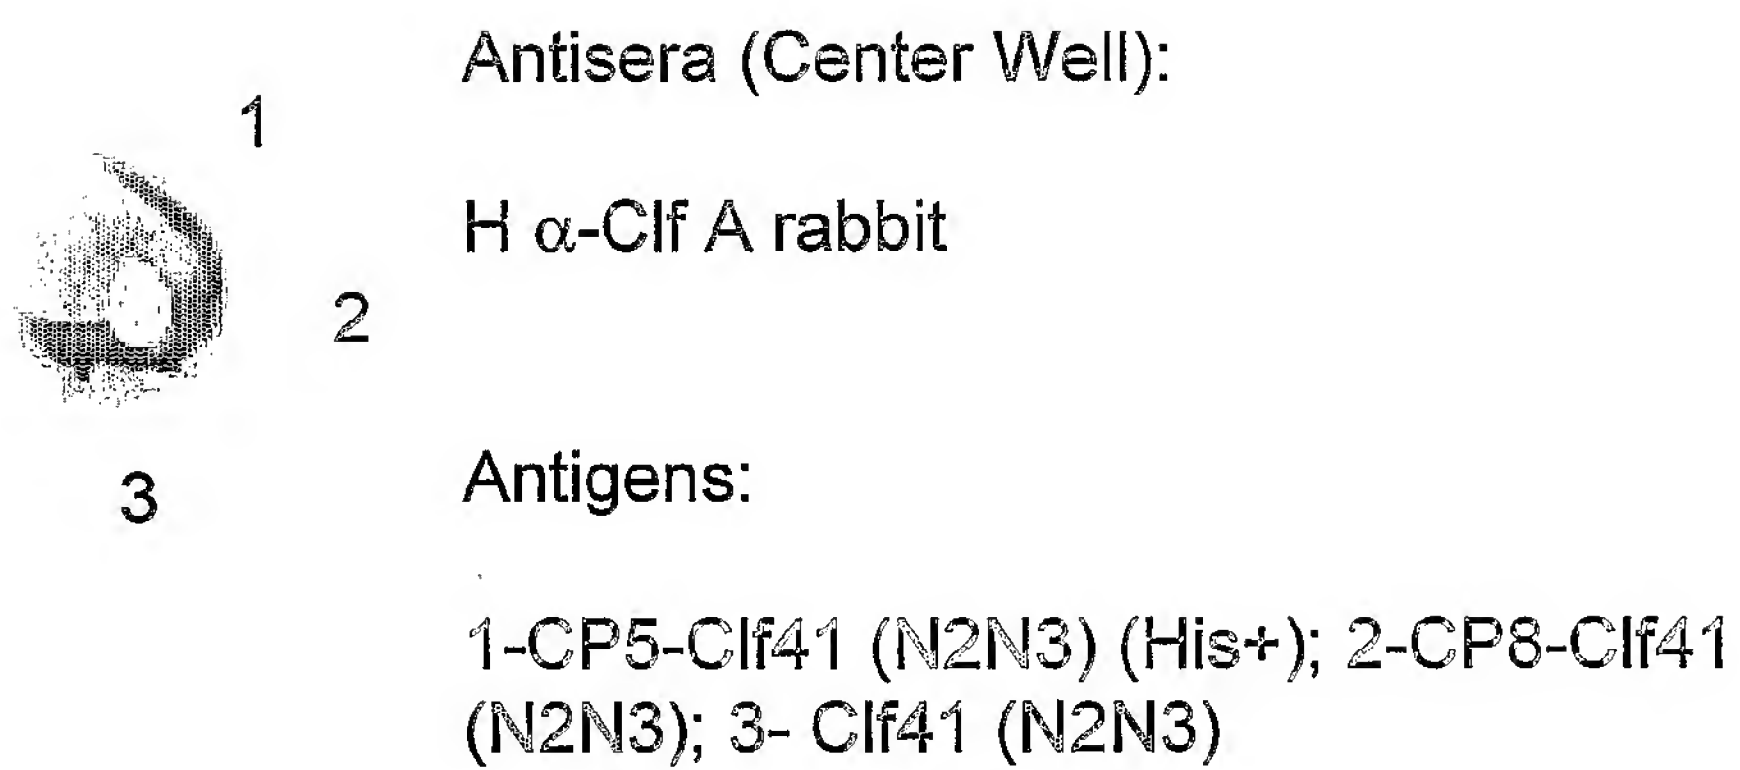 Antisera (Center Well):
1
H α-Clf A rabbit
2
Antigens:
3
1-CP5-Clf41 (N2N3) (His+); 2-CP8-Clf41
(N2N3); 3- Clf41 (N2N3)